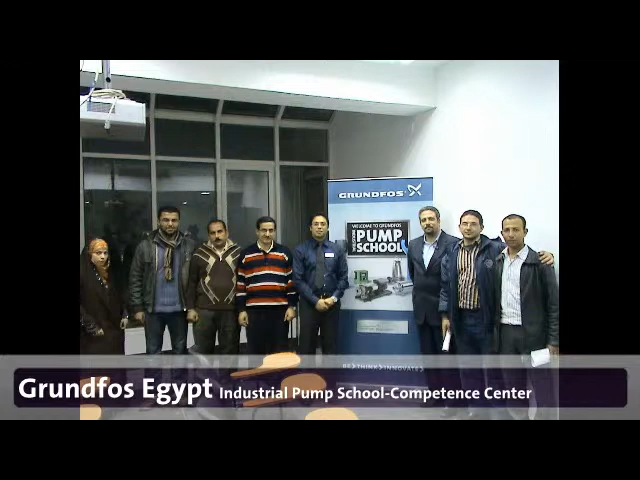 GRUNDFOS
WELCOME TO GRUNDFOS
PUMP
SCHOOL
BE>THINK>INNOVATE>
Grundfos Egypt Industrial Pump School-Competence Center